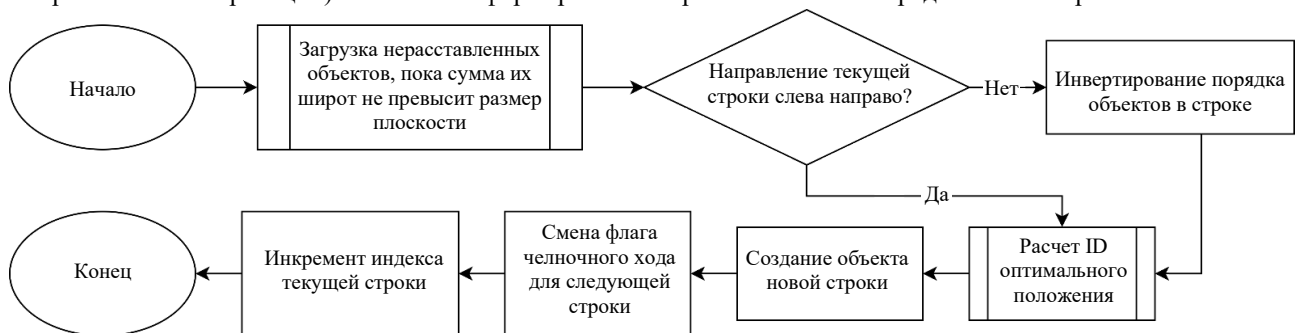 Начало
Загрузка нерасставленных
объектов, пока сумма их
широт не превысит размер
плоскости
Направление текущей
строки слева направо?
Нет
Инвертирование порядка
объектов в строке
Да
Расчет ID
оптимального
положения
Создание объекта
новой строки
Смена флага
челночного хода
для следующей
строки
Инкремент индекса
текущей строки
Конец